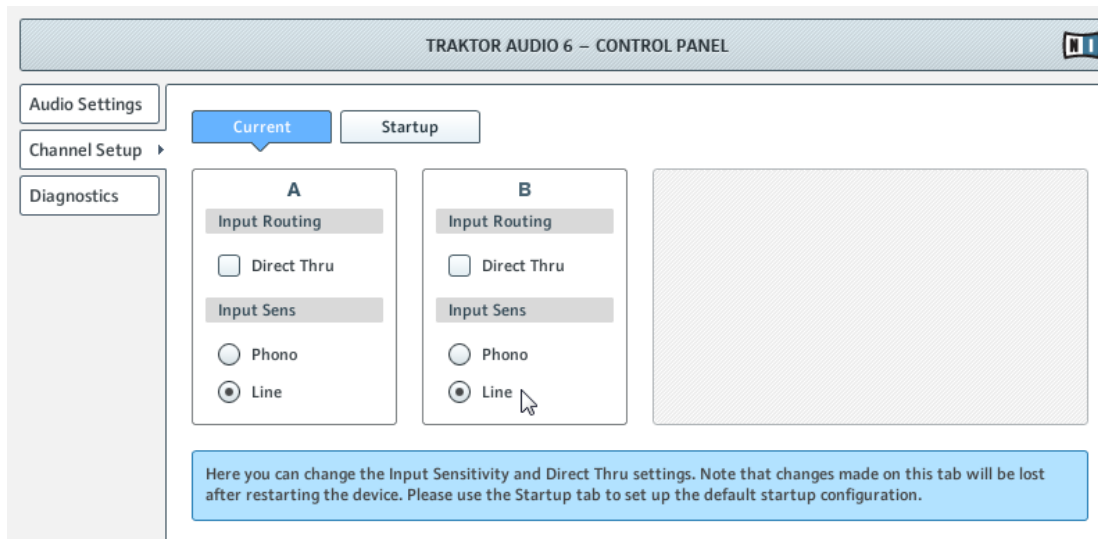 TRAKTOR AUDIO 6 – CONTROL PANEL
NI
Audio Settings
Channel Setup
Diagnostics
Current
Startup
A
Input Routing
Direct Thru
Input Sens
Phono
Line
B
Input Routing
Direct Thru
Input Sens
Phono
Line
Here you can change the Input Sensitivity and Direct Thru settings. Note that changes made on this tab will be lost
after restarting the device. Please use the Startup tab to set up the default startup configuration.